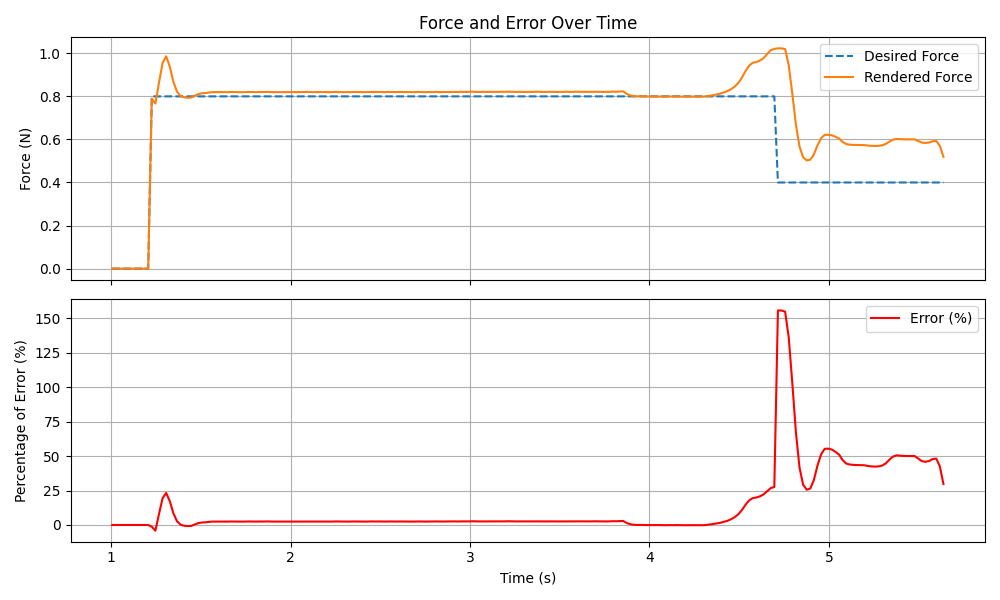 Force and Error Over Time
Force (N)
1.0
0.8
0.6
0.4
0.2
0.0
Desired Force
Rendered Force
Percentage of Error (%)
150
125
100
75
50
25
0
Error (%)
1 2 3 4 5
Time (s)